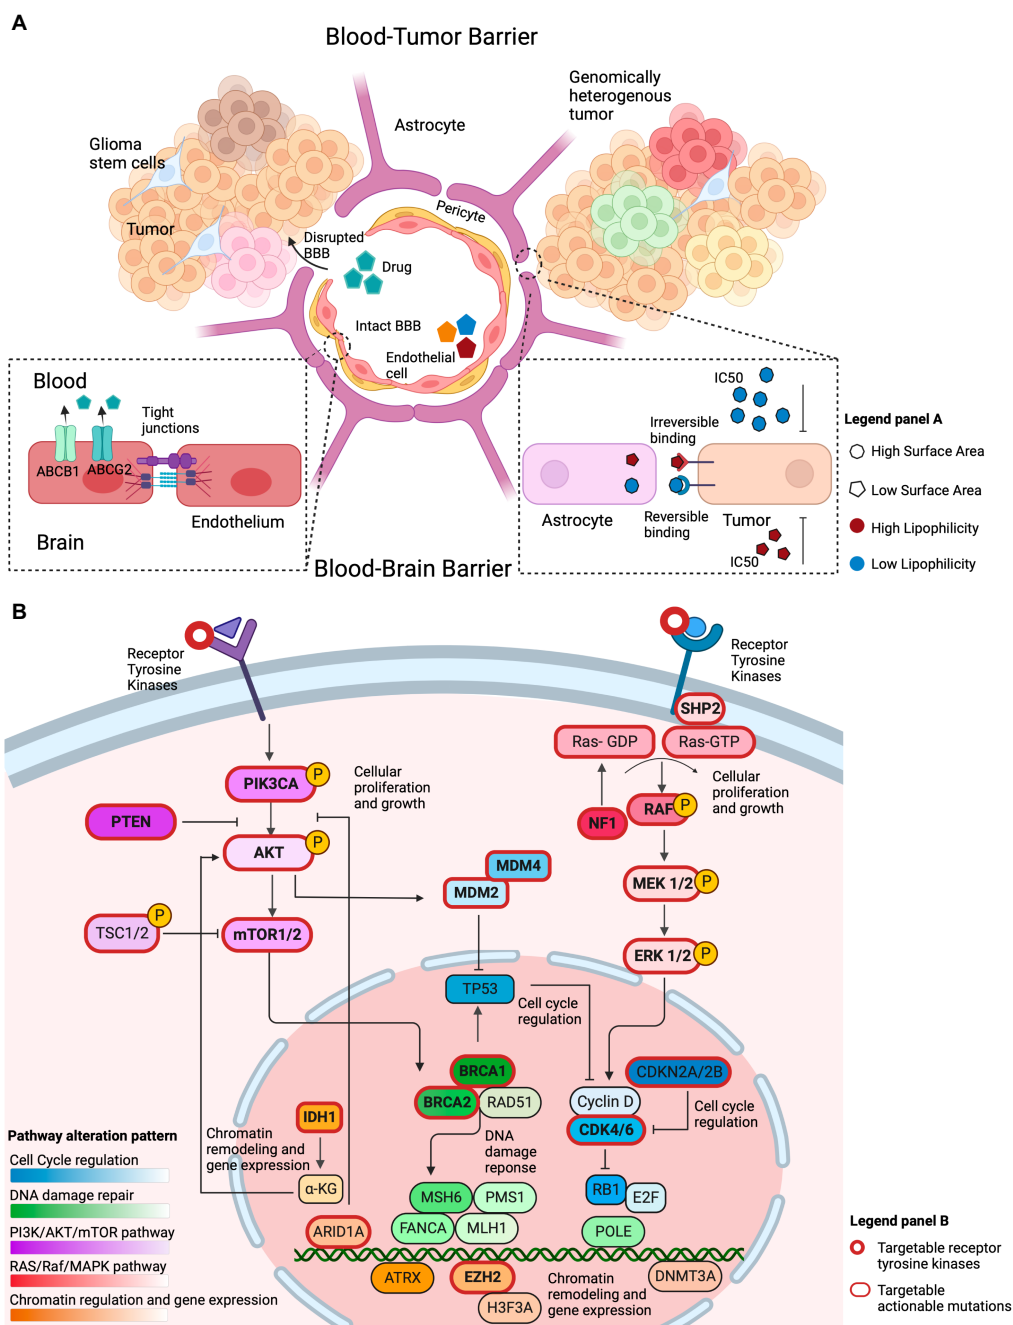 A
Blood-Tumor Barrier
Genomically
heterogenous
tumor
Astrocyte
Glioma
stem cells
Pericyte
Tumor
Disrupted
BBB
Drug
Intact BBB
Endothelial
cell
Blood
Tight
junctions
ABCB1
ABCG2
Endothelium
Brain
IC50
Irreversible
binding
Astrocyte
Reversible
binding
Tumor
IC50
Blood-Brain Barrier
Legend panel A
High Surface Area
Low Surface Area
High Lipophilicity
Low Lipophilicity
B
Receptor
Tyrosine
Kinases
Receptor
Tyrosine
Kinases
SHP2
Ras- GDP
Ras-GTP
PIK3CA
P
Cellular
proliferation
and growth
Cellular
proliferation
and growth
PTEN
NF1
RAF
P
AKT
P
MDM4
MDM2
MEK 1/2
P
TSC1/2
P
mTOR1/2
ERK 1/2
P
TP53
Cell cycle
regulation
BRCA1
BRCA2
RAD51
CDKN2A/2B
Cyclin D
CDK4/6
Cell cycle
regulation
IDH1
Chromatin
remodeling and
gene expression
DNA
damage
reponse
α-KG
MSH6
PMS1
FANCA
MLH1
RB1
E2F
POLE
ARID1A
ATRX
EZH2
H3F3A
Chromatin
remodeling and
gene expression
DNMT3A
Pathway alteration pattern
Cell Cycle regulation
DNA damage repair
PI3K/AKT/mTOR pathway
RAS/Raf/MAPK pathway
Chromatin regulation and gene expression
Legend panel B
Targetable receptor
tyrosine kinases
Targetable
actionable mutations